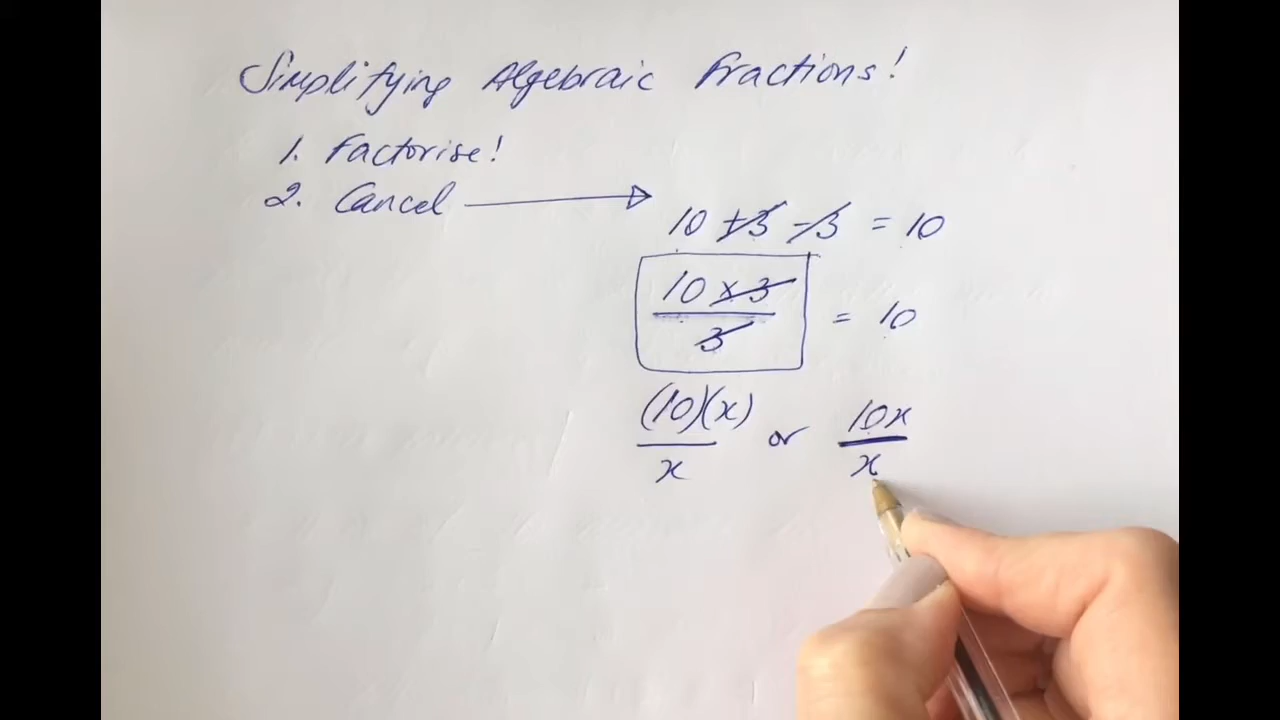 Simplifying Algebraic Fractions!
1. Factorise!
2. Cancel
10 +3 -3 = 10
10 x 3
3
= 10
(10)(x)
x
or
10x
x